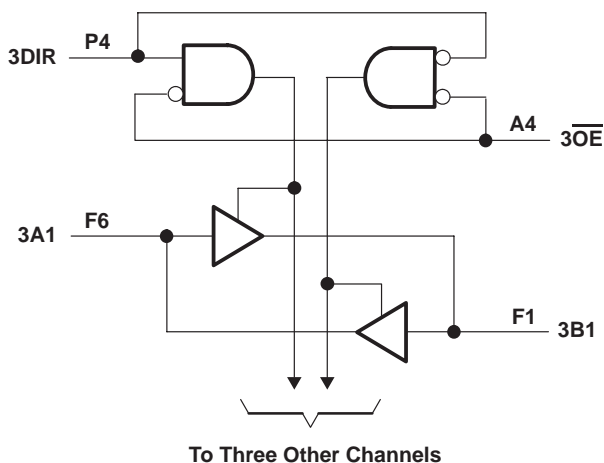 3DIR P4
A4 3OE̅
3A1 F6
F1 3B1
To Three Other Channels